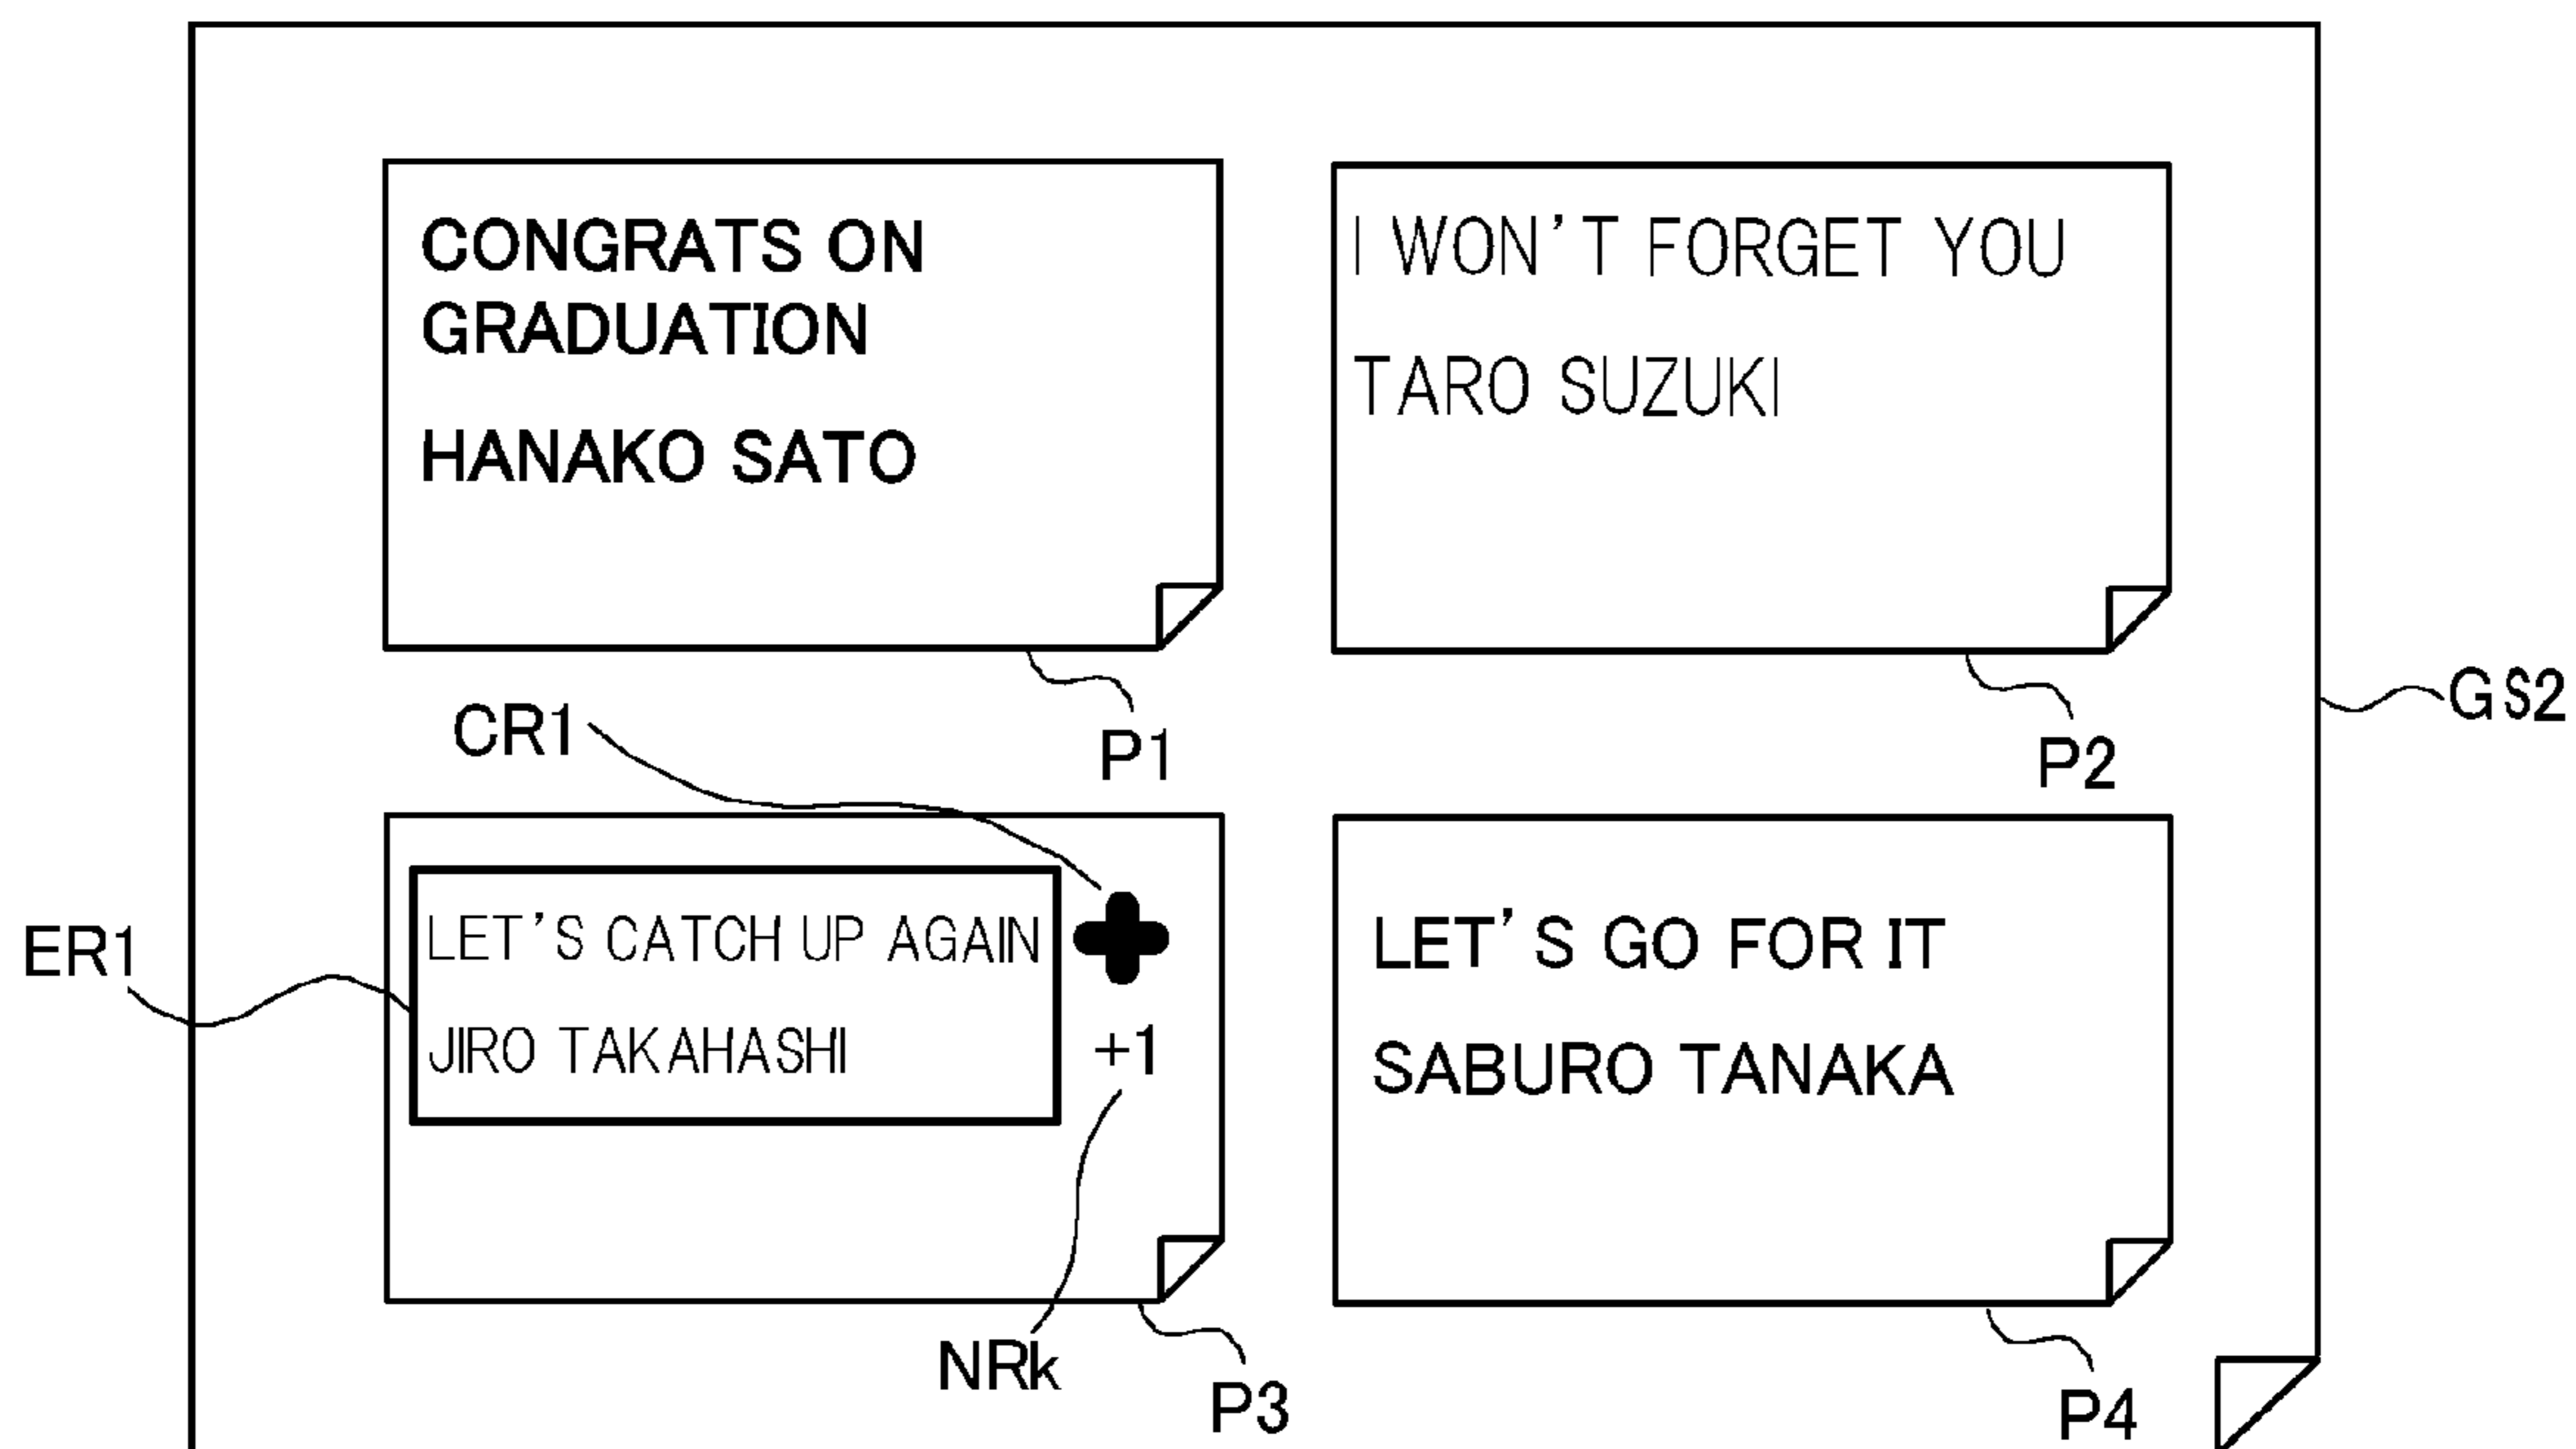 CONGRATS ON
GRADUATION
HANAKO SATO
I WON'T FORGET YOU
TARO SUZUKI
GS2
CR1
P1
P2
ER1
LET'S CATCH UP AGAIN
JIRO TAKAHASHI
+1
LET'S GO FOR IT
SABURO TANAKA
NRk
P3
P4